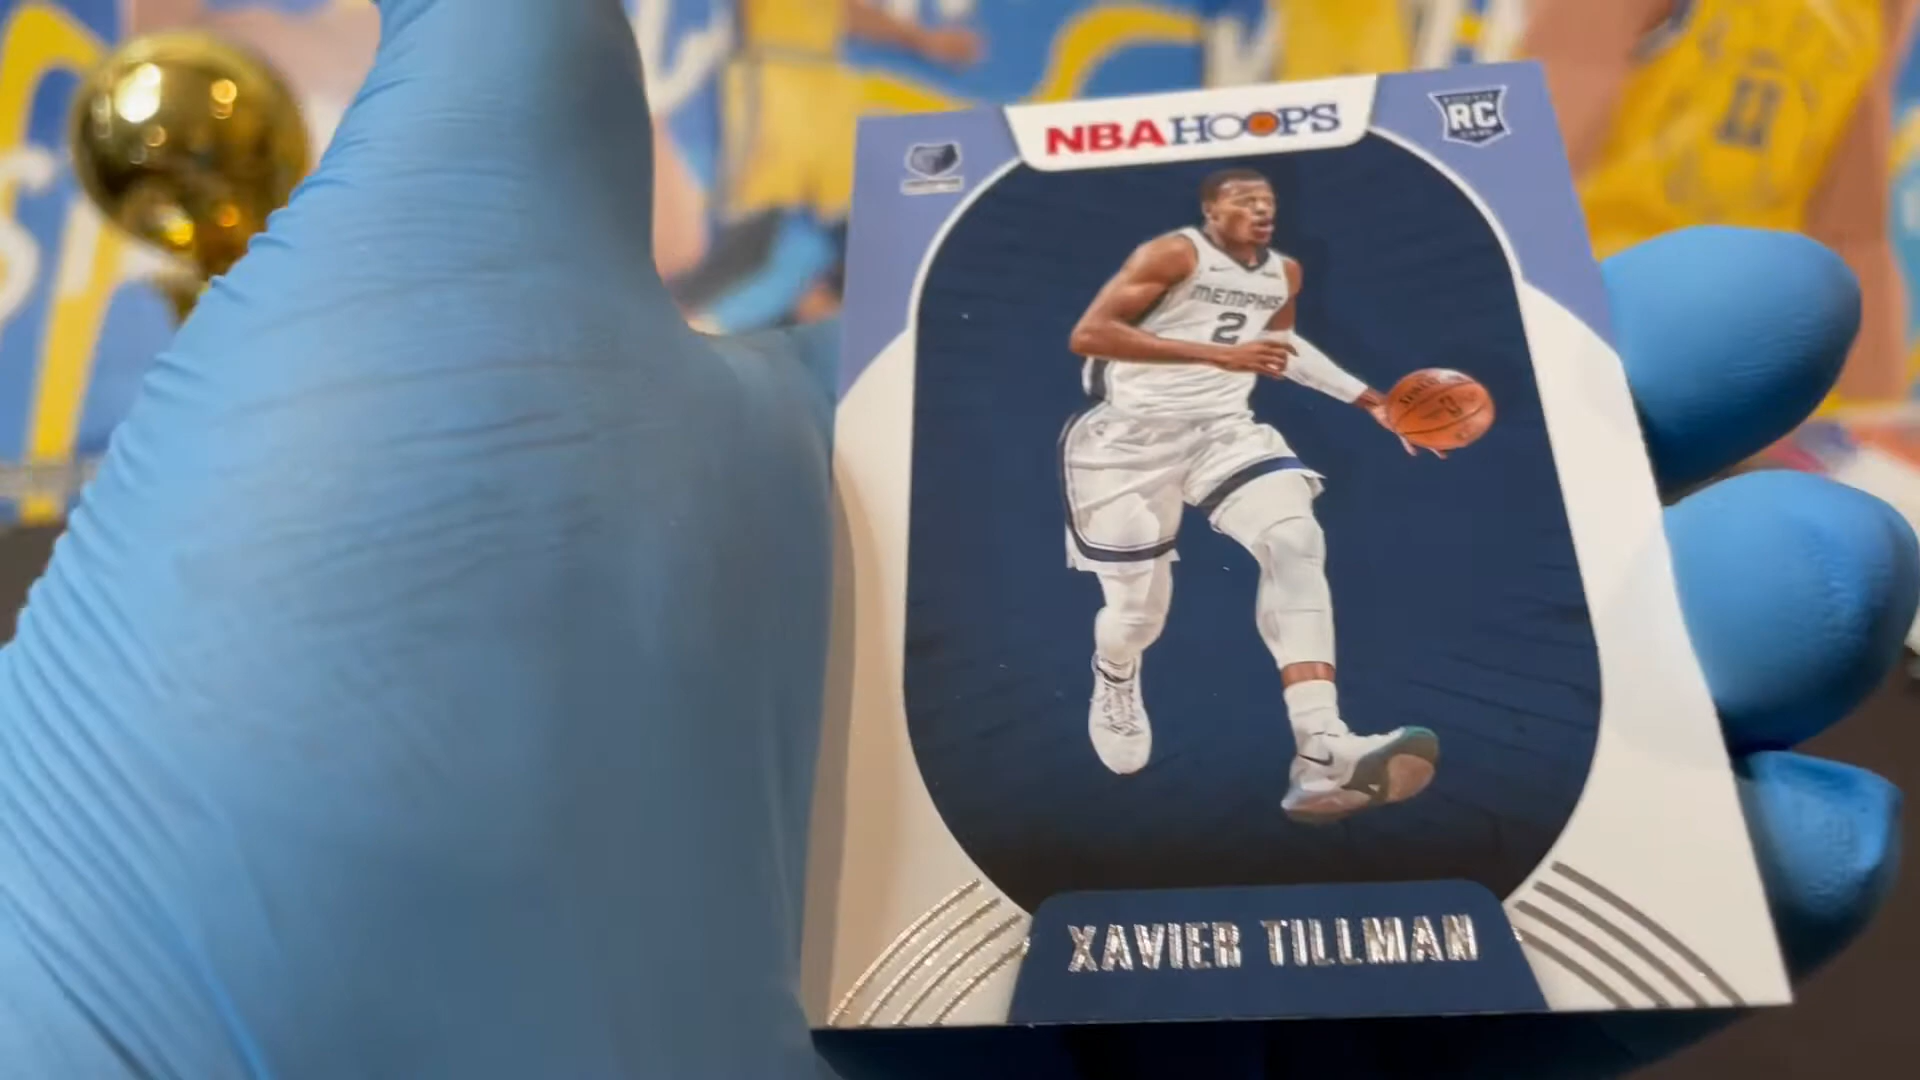 NBA HOOPS
RC
MEMPHIS
2
XAVIER TILLMAN